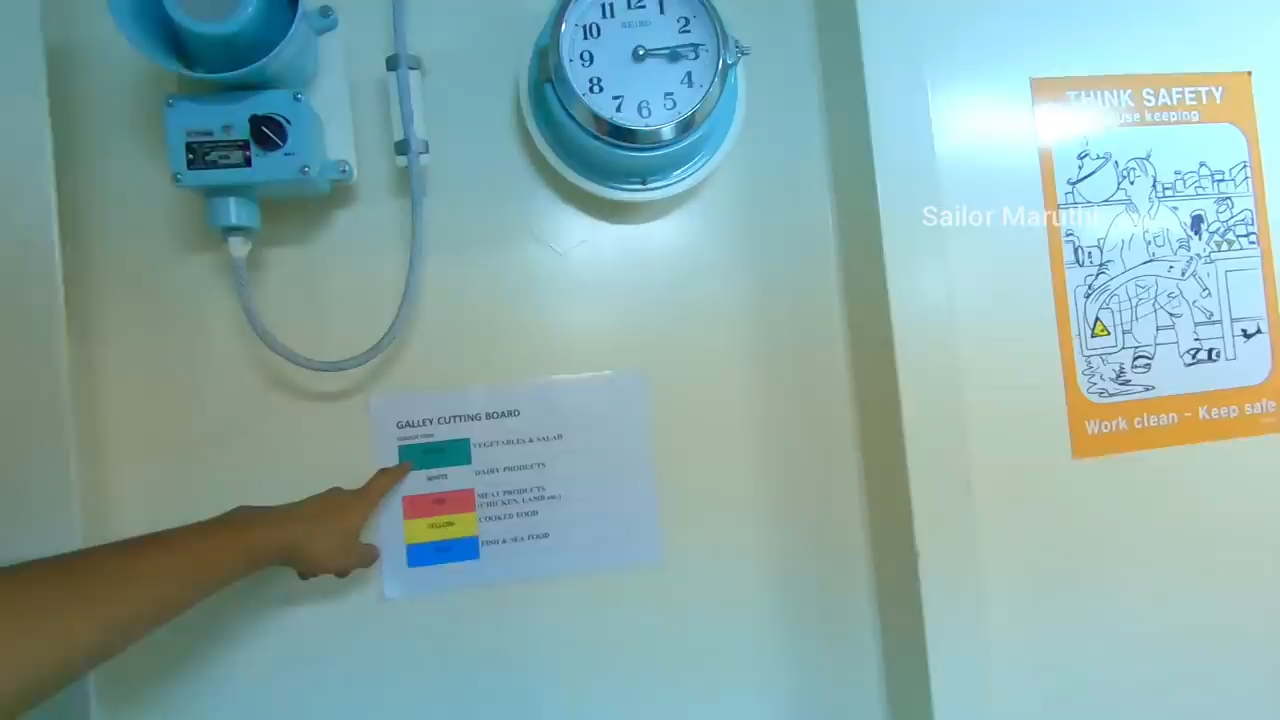 11 12 1
10 2
SEIKO
9 3
8 4
7 6 5
THINK SAFETY
keeping
Sailor Maruthi
Work clean - Keep safe
GALLEY CUTTING BOARD
VEGETABLES & SALAD
WHITE DAIRY PRODUCTS
RED MEAT PRODUCTS
(CHICKEN, LAMB etc.)
YELLOW COOKED FOOD
FISH & SEA FOOD